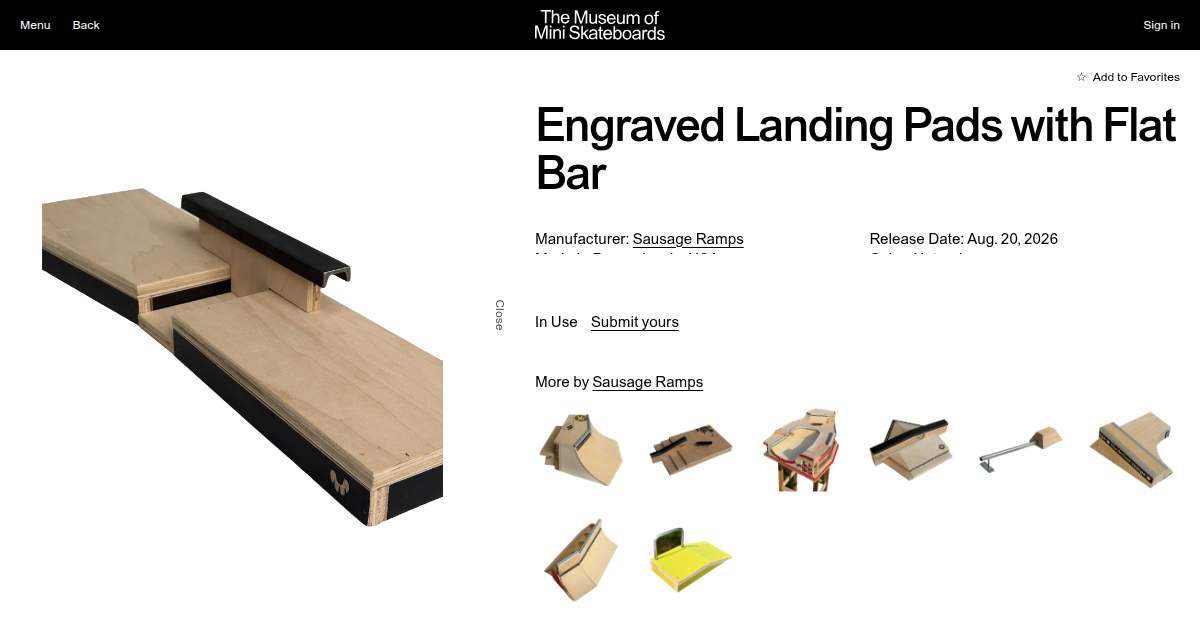 Menu
Back
The Museum of
Mini Skateboards
Sign in
☆ Add to Favorites
Engraved Landing Pads with Flat
Bar
Manufacturer: Sausage Ramps
Release Date: Aug. 20, 2026
Close
In Use Submit yours
More by Sausage Ramps